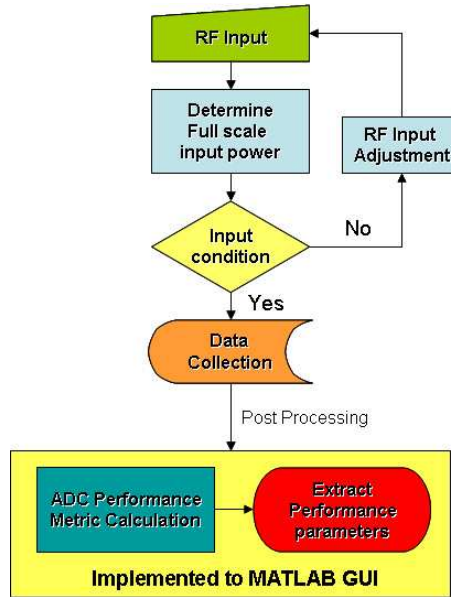 RF Input
Determine
Full scale
input power
RF Input
Adjustment
Input
condition
No
Yes
Data
Collection
Post Processing
ADC Performance
Metric Calculation
Extract
Performance
parameters
Implemented to MATLAB GUI